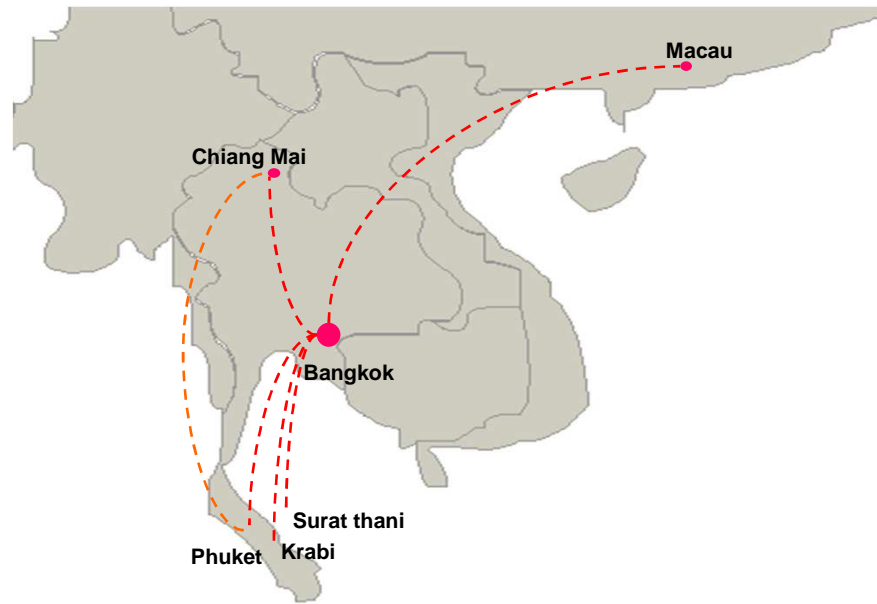 Macau
Chiang Mai
Bangkok
Surat thani
Phuket
Krabi